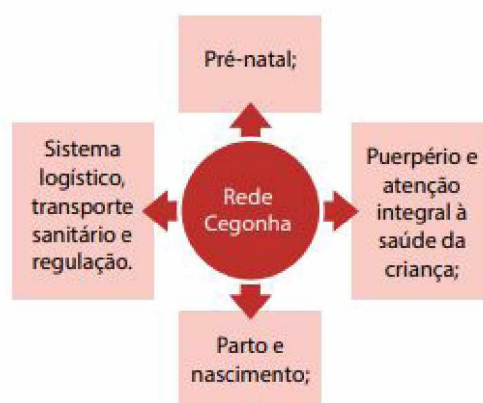 Pré-natal;
Sistema
logístico,
transporte
sanitário e
regulação.
Rede
Cegonha
Puerpério e
atenção
integral à
saúde da
criança;
Parto e
nascimento;